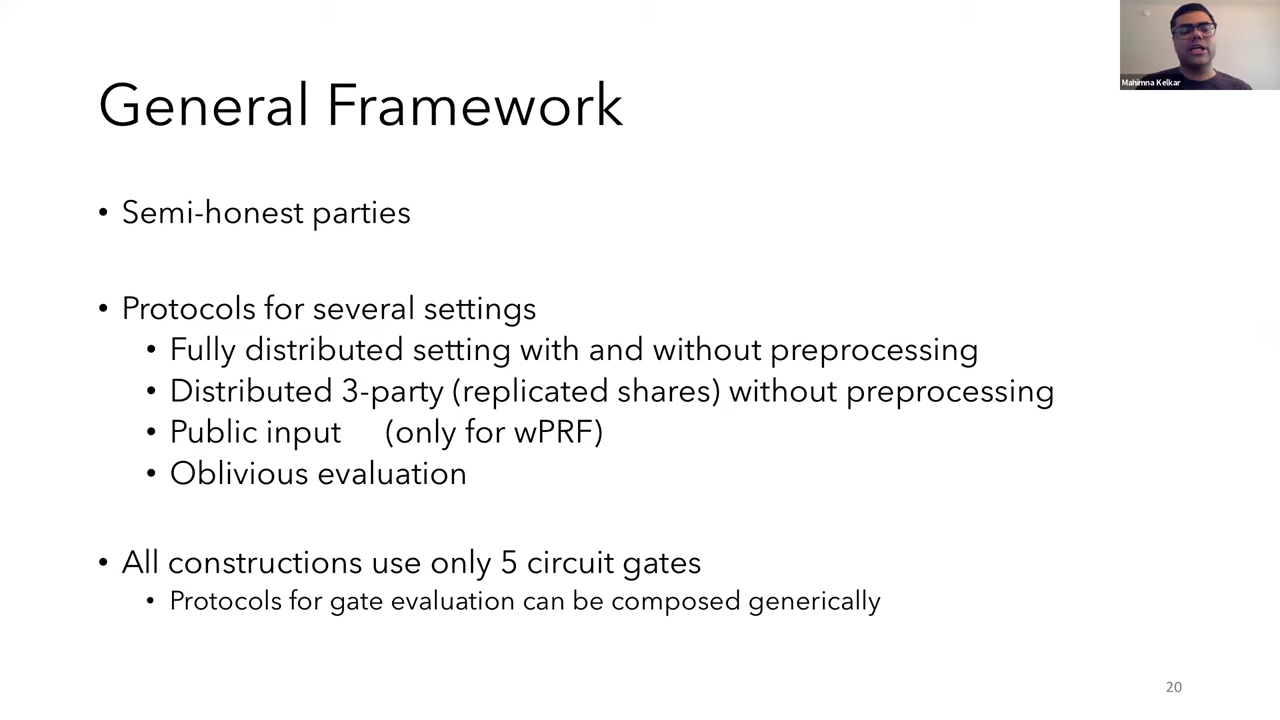 Mahimna Kelkar
General Framework
• Semi-honest parties
• Protocols for several settings
• Fully distributed setting with and without preprocessing
• Distributed 3-party (replicated shares) without preprocessing
• Public input (only for wPRF)
• Oblivious evaluation
• All constructions use only 5 circuit gates
• Protocols for gate evaluation can be composed generically
20